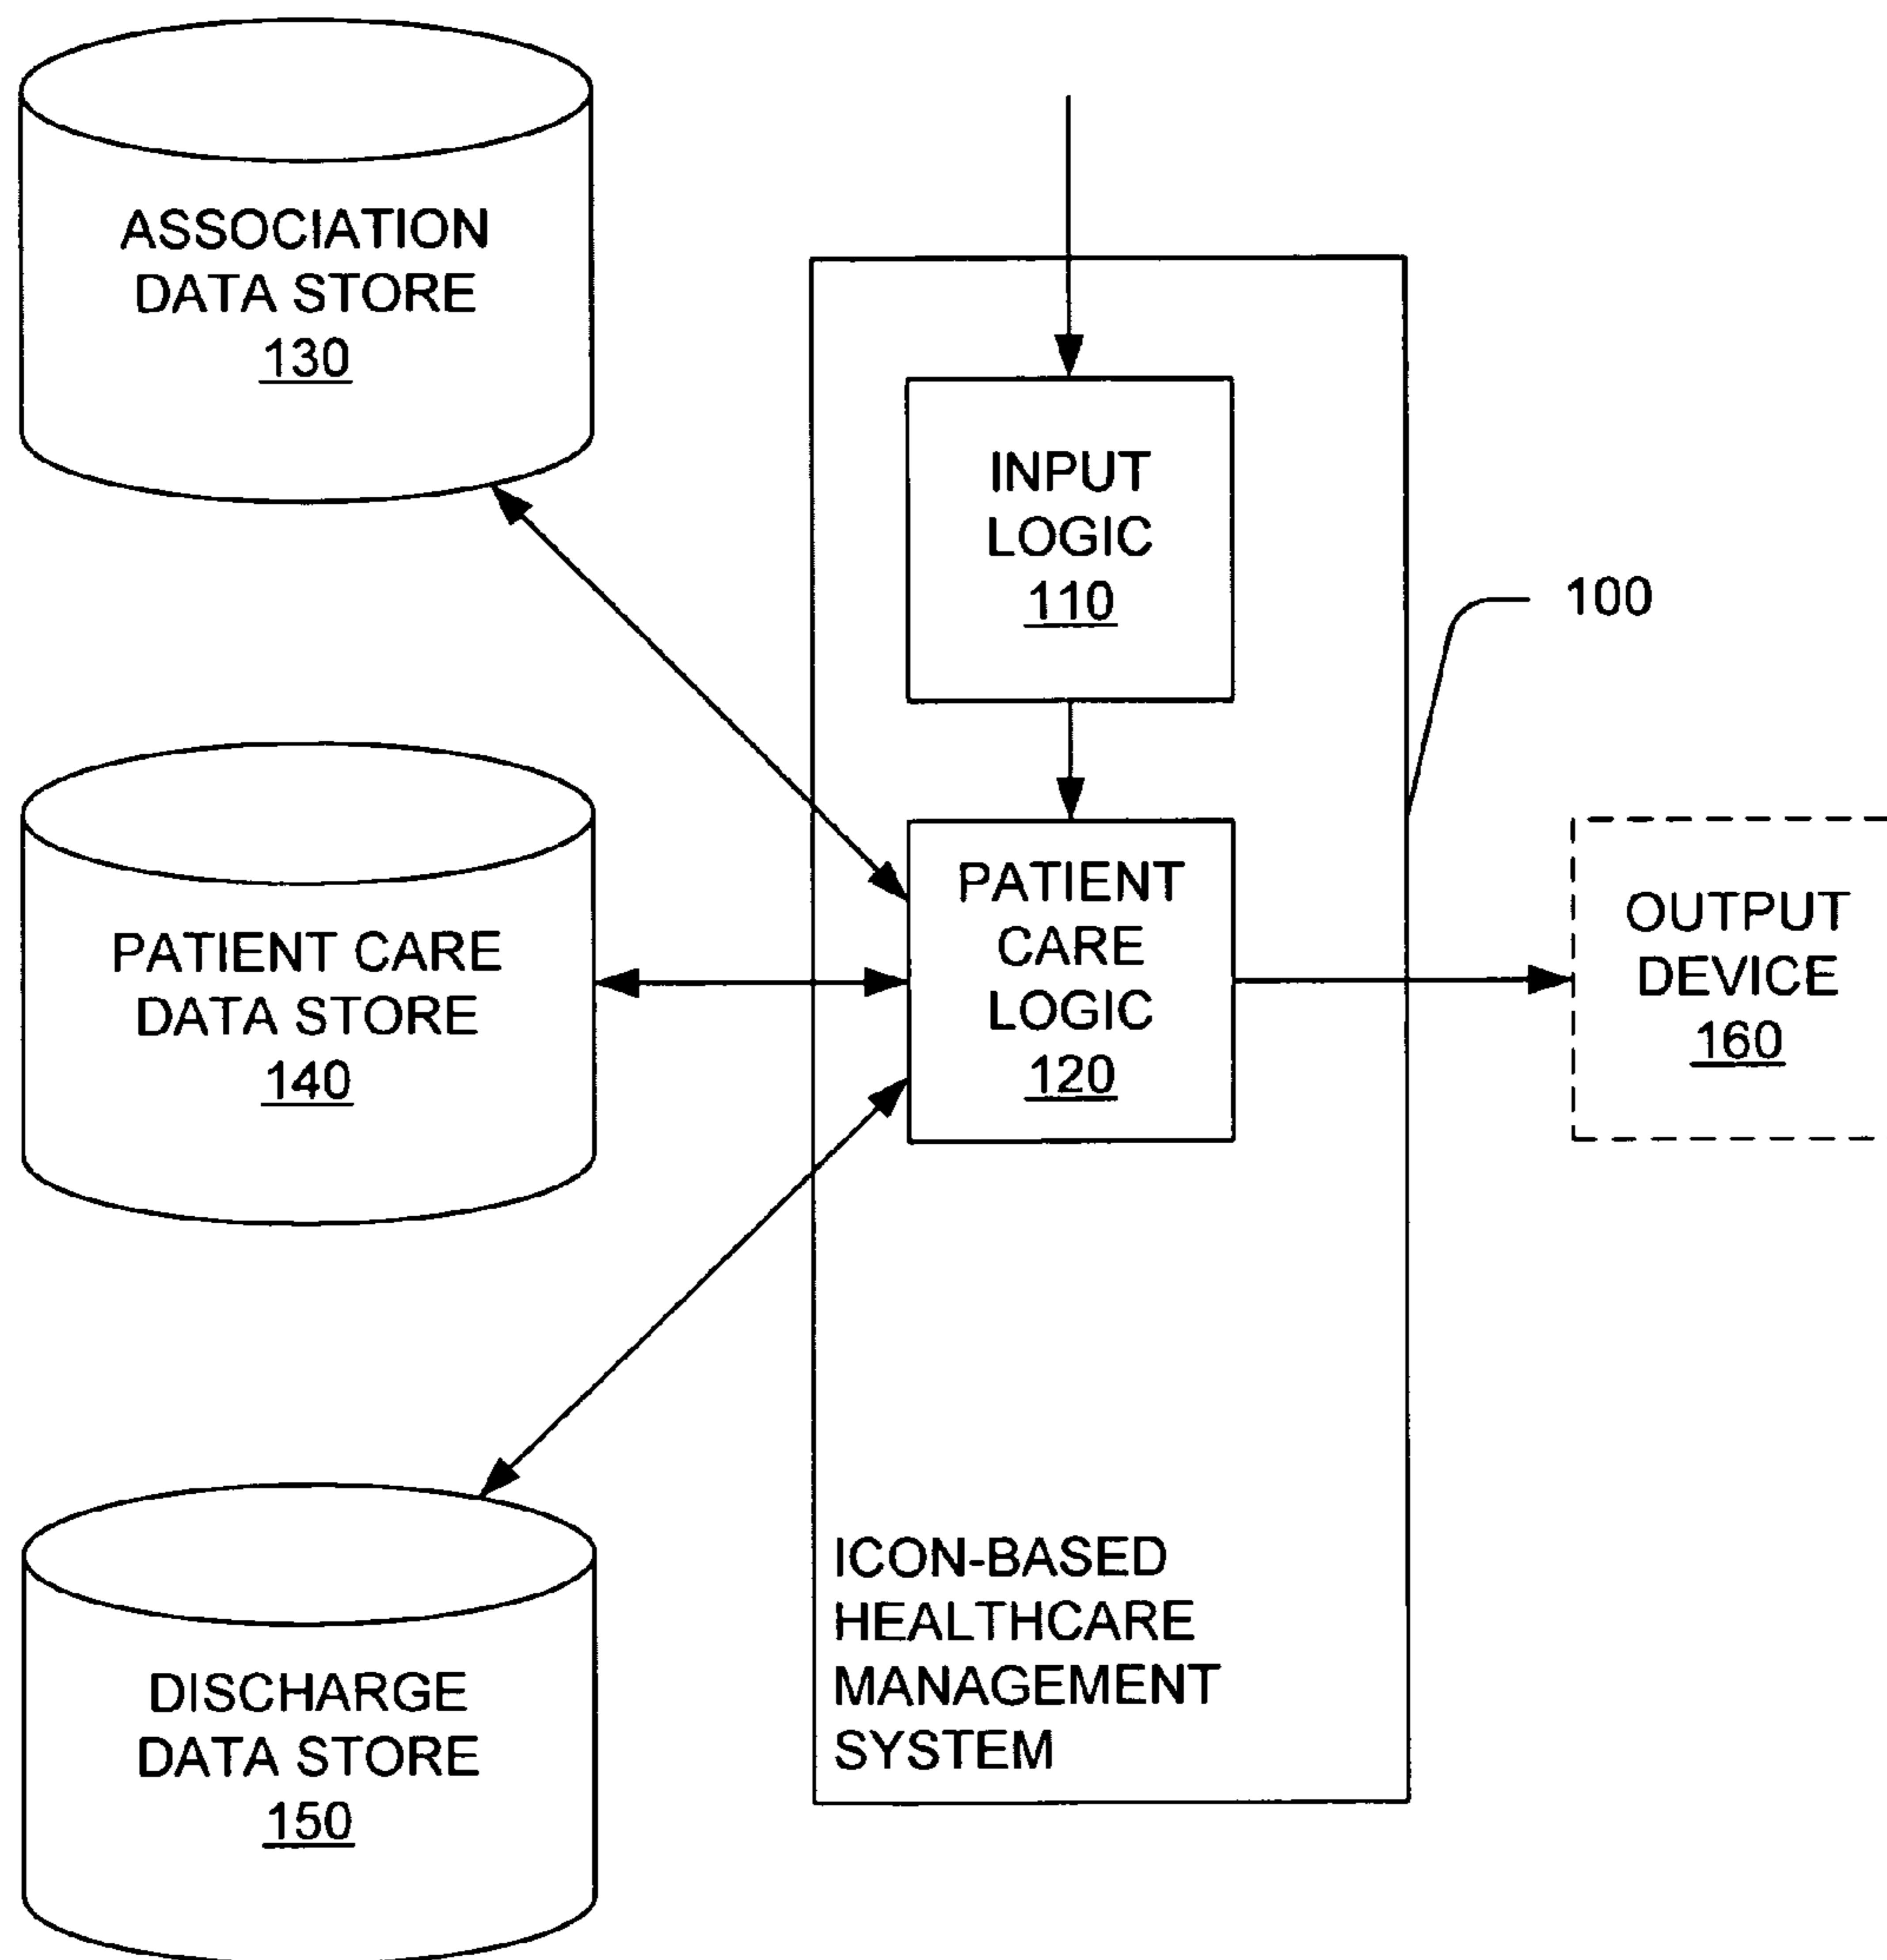 ASSOCIATION
DATA STORE
130
INPUT
LOGIC
110
100
PATIENT CARE
DATA STORE
140
PATIENT
CARE
LOGIC
120
OUTPUT
DEVICE
160
DISCHARGE
DATA STORE
150
ICON-BASED
HEALTHCARE
MANAGEMENT
SYSTEM